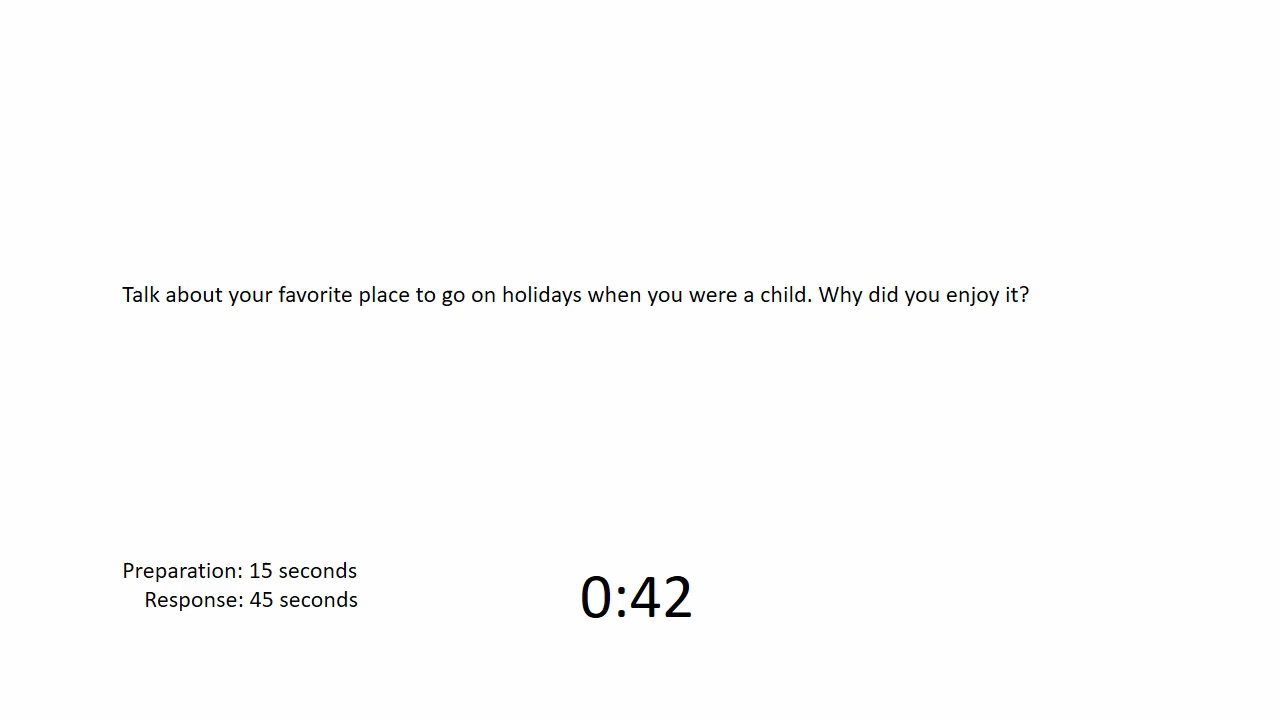 Talk about your favorite place to go on holidays when you were a child. Why did you enjoy it?
Preparation: 15 seconds
Response: 45 seconds
0:42